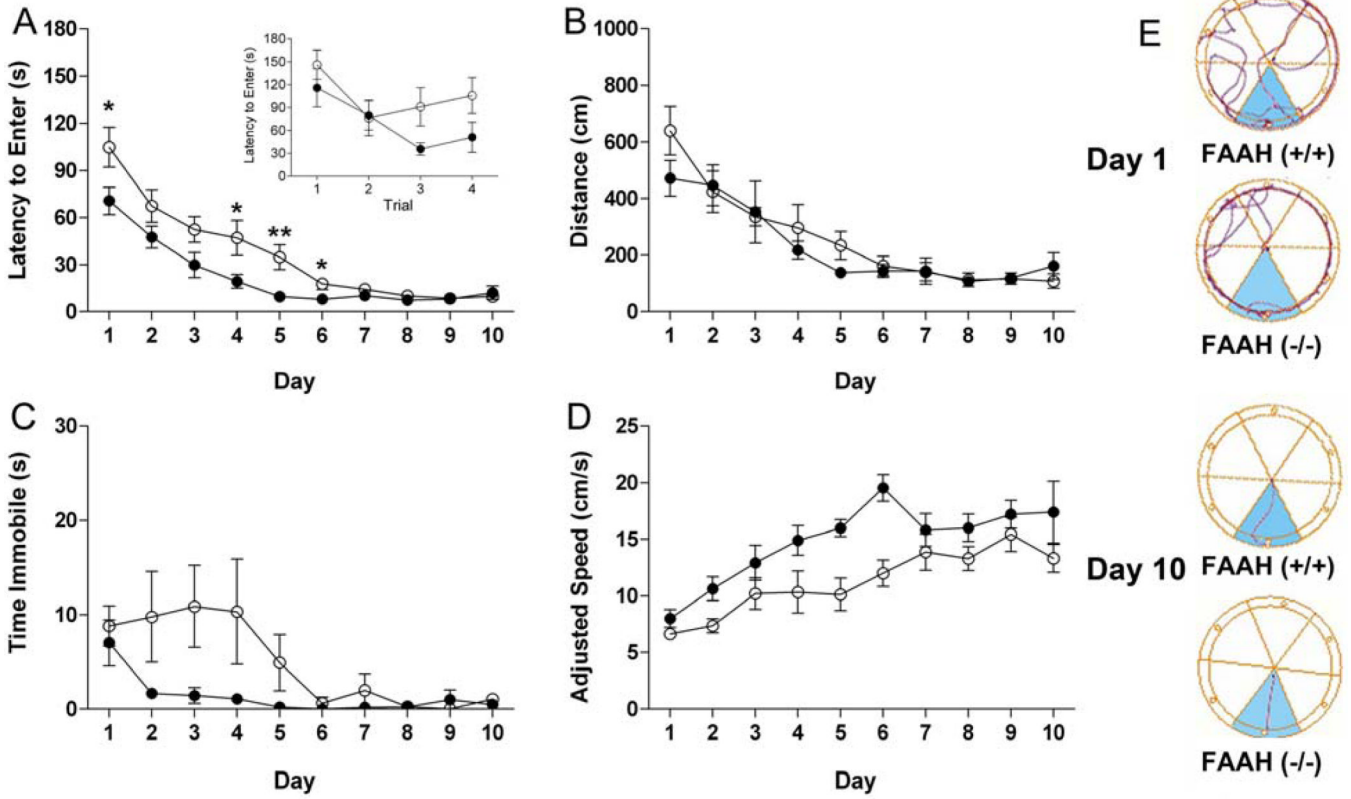 A
180
150
120
90
60
30
0
Latency to Enter (s)
*
*
**
*
1 2 3 4 5 6 7 8 9 10
Day
180
150
120
90
60
30
0
Latency to Enter (s)
1 2 3 4
Trial
B
1000
800
600
400
200
0
Distance (cm)
1 2 3 4 5 6 7 8 9 10
Day
E
Day 1
FAAH (+/+)
FAAH (-/-)
C
30
20
10
0
Time Immobile (s)
1 2 3 4 5 6 7 8 9 10
Day
D
25
20
15
10
5
0
Adjusted Speed (cm/s)
1 2 3 4 5 6 7 8 9 10
Day
Day 10
FAAH (+/+)
FAAH (-/-)